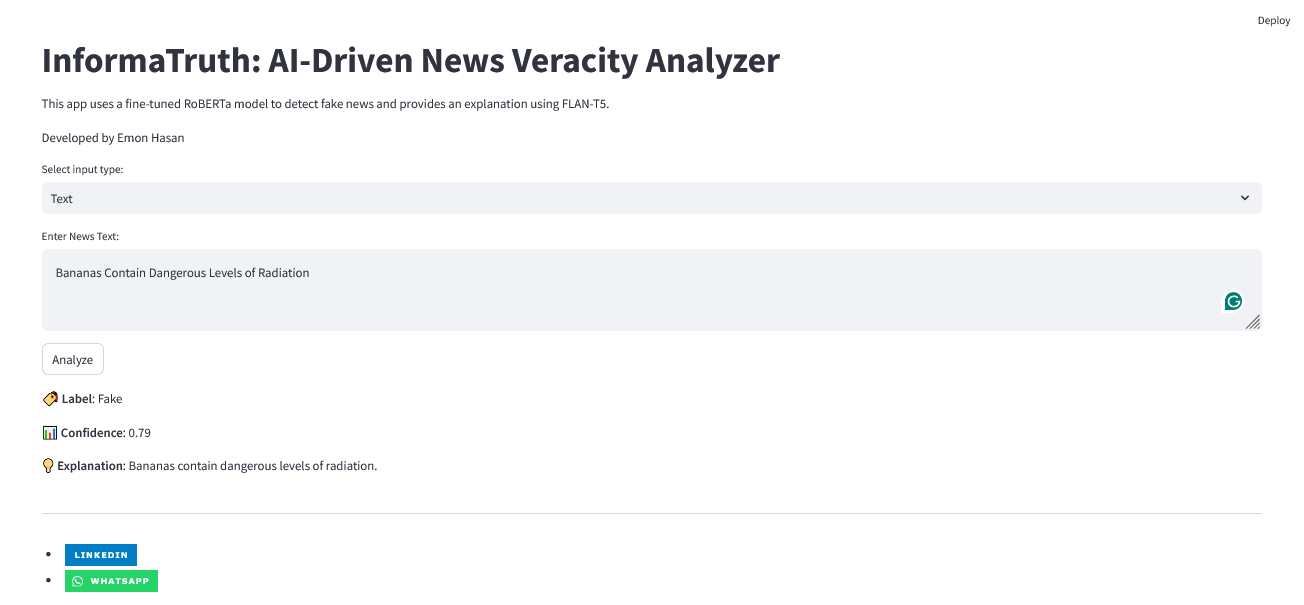 Deploy
InformaTruth: AI-Driven News Veracity Analyzer
This app uses a fine-tuned RoBERTa model to detect fake news and provides an explanation using FLAN-T5.
Developed by Emon Hasan
Select input type:
Text
Enter News Text:
Bananas Contain Dangerous Levels of Radiation
Analyze
Label: Fake
Confidence: 0.79
Explanation: Bananas contain dangerous levels of radiation.
LINKEDIN
WHATSAPP